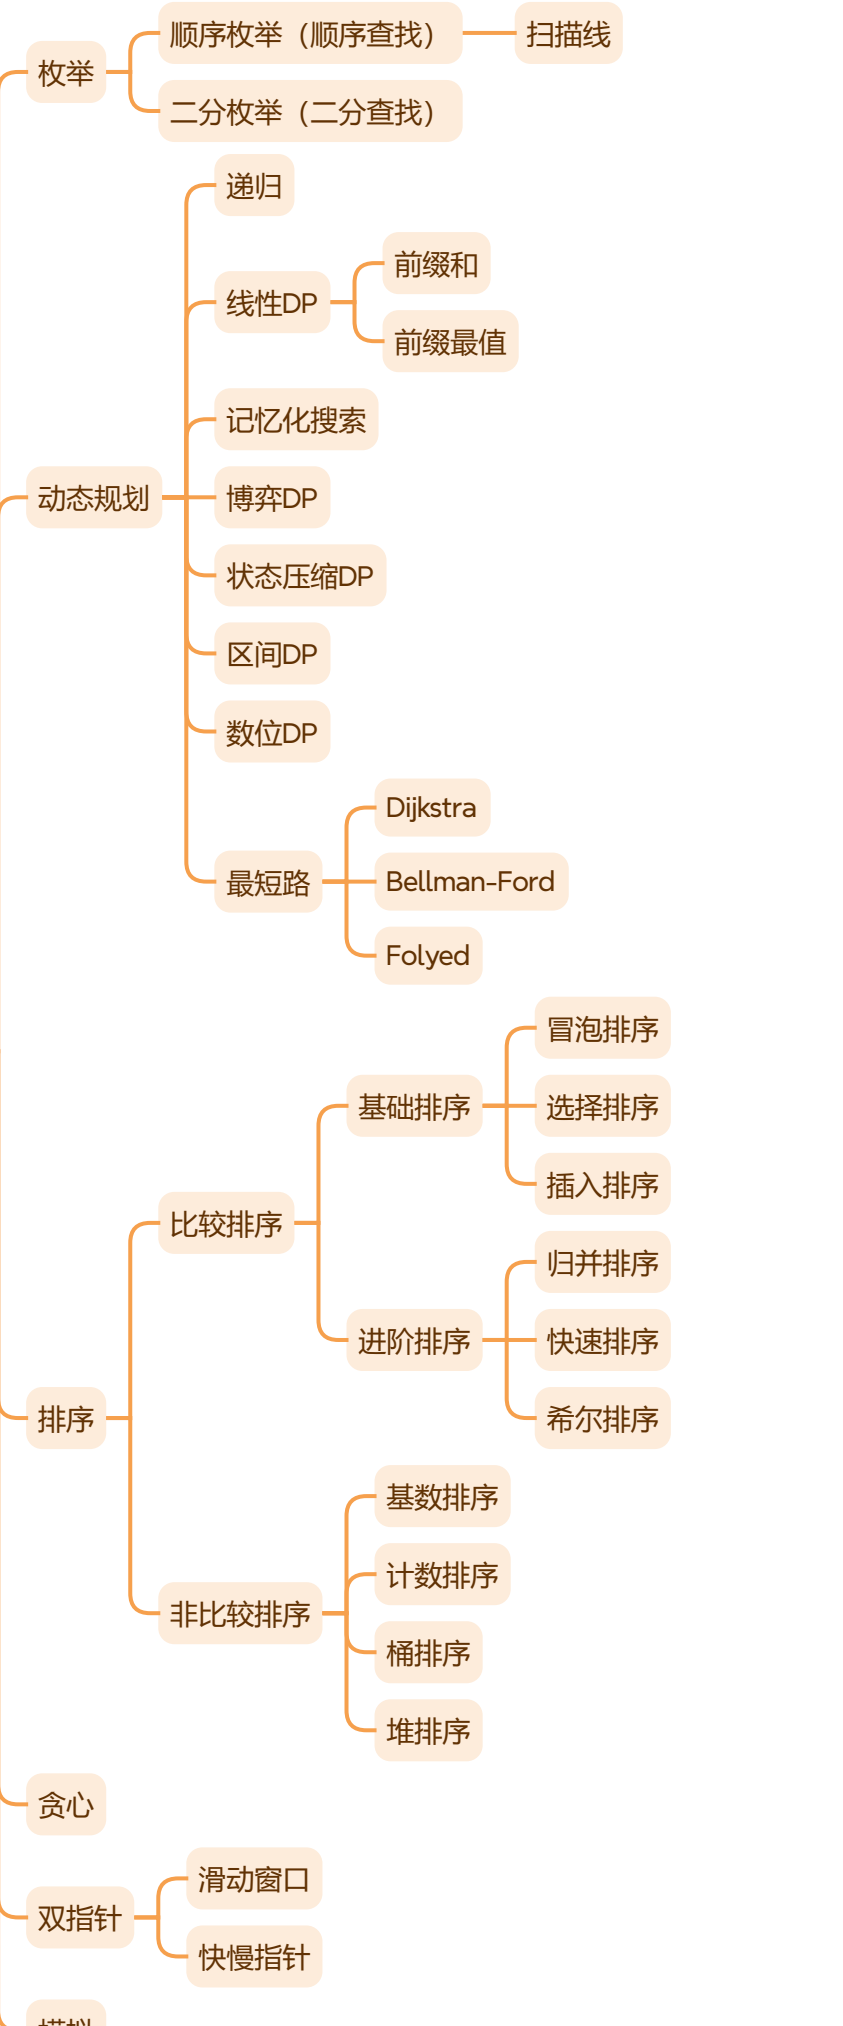 枚举
顺序枚举（顺序查找）
扫描线
二分枚举（二分查找）
动态规划
递归
线性DP
前缀和
前缀最值
记忆化搜索
博弈DP
状态压缩DP
区间DP
数位DP
最短路
Dijkstra
Bellman-Ford
Folyed
排序
比较排序
基础排序
冒泡排序
选择排序
插入排序
进阶排序
归并排序
快速排序
希尔排序
非比较排序
基数排序
计数排序
桶排序
堆排序
贪心
双指针
滑动窗口
快慢指针